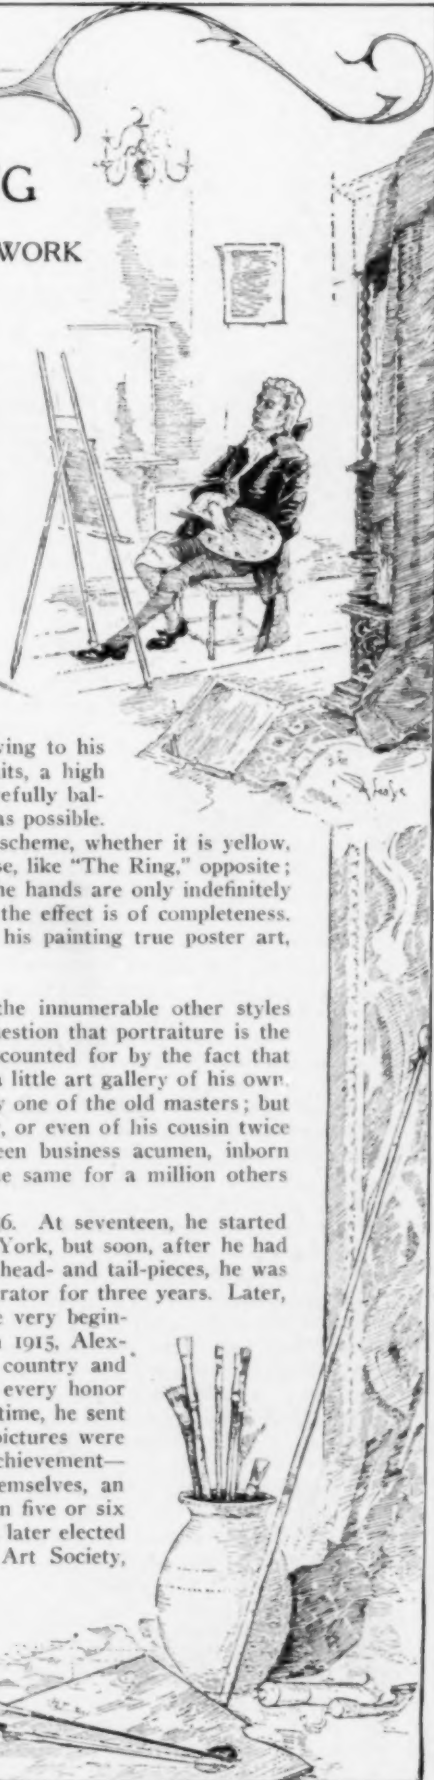 G
WORK
ving to his
its, a high
efully bal-
as possible.
scheme, whether it is yellow,
se, like "The Ring," opposite;
he hands are only indefinitely
the effect is of completeness.
his painting true poster art,
the innumerable other styles
estion that portraiture is the
counted for by the fact that
a little art gallery of his own.
y one of the old masters; but
, or even of his cousin twice
een business acumen, inborn
e same for a million others
6. At seventeen, he started
York, but soon, after he had
head- and tail-pieces, he was
rator for three years. Later,
e very begin-
n 1915, Alex-
country and
every honor
time, he sent
pictures were
chievement—
emselves, an
n five or six
later elected
Art Society,